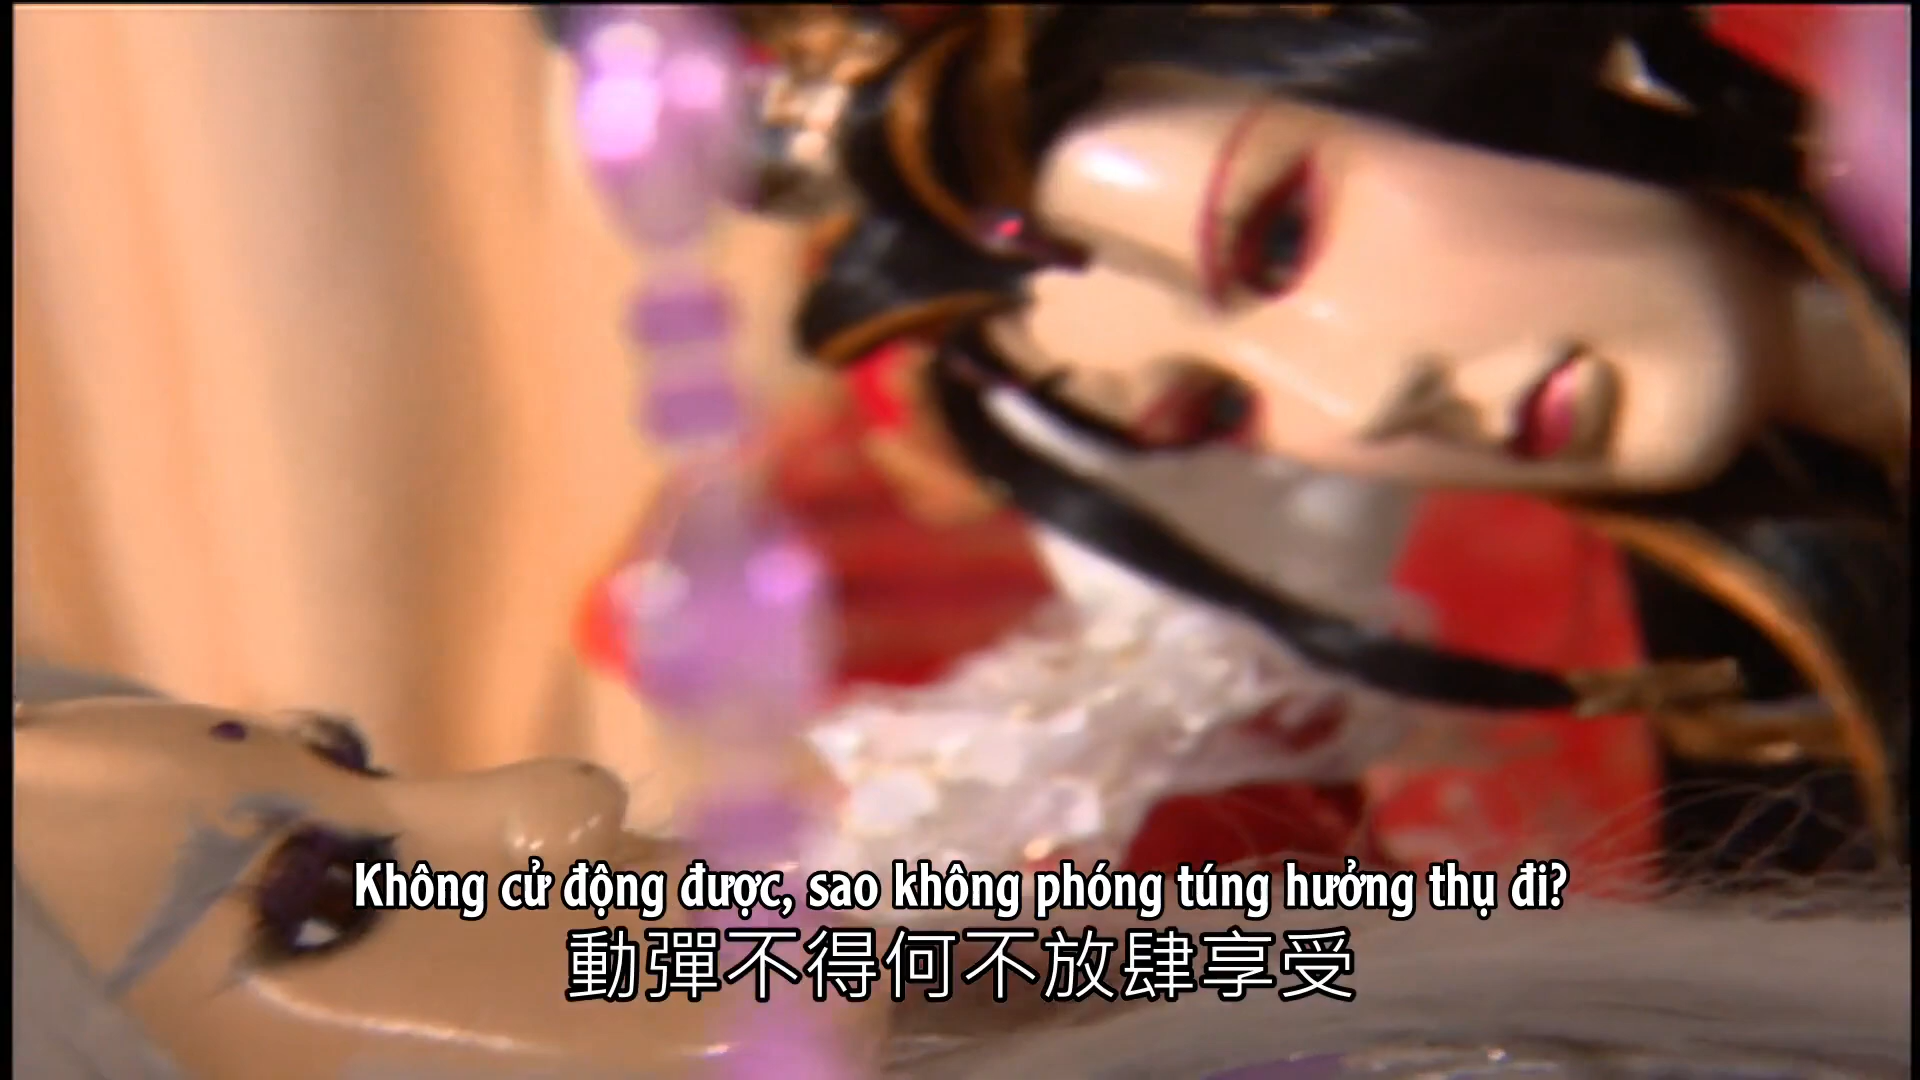 Không cử động được, sao không phóng túng hưởng thụ đi?
動彈不得何不放肆享受